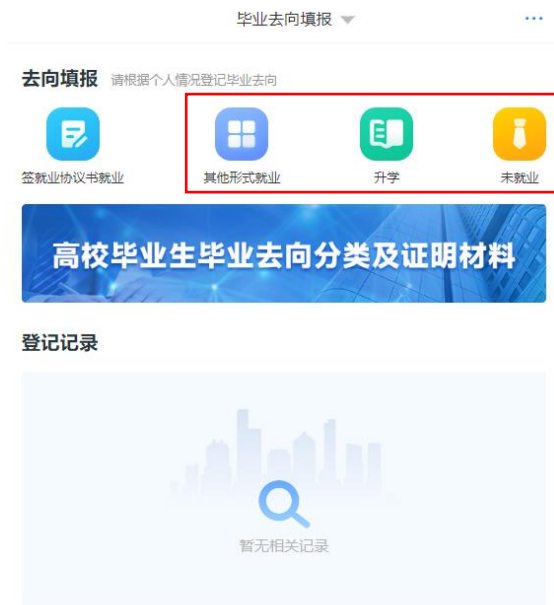 毕业去向填报
去向填报 请根据个人情况登记毕业去向
签就业协议书就业 其他形式就业 升学 未就业
高校毕业生毕业去向分类及证明材料
登记记录
暂无相关记录